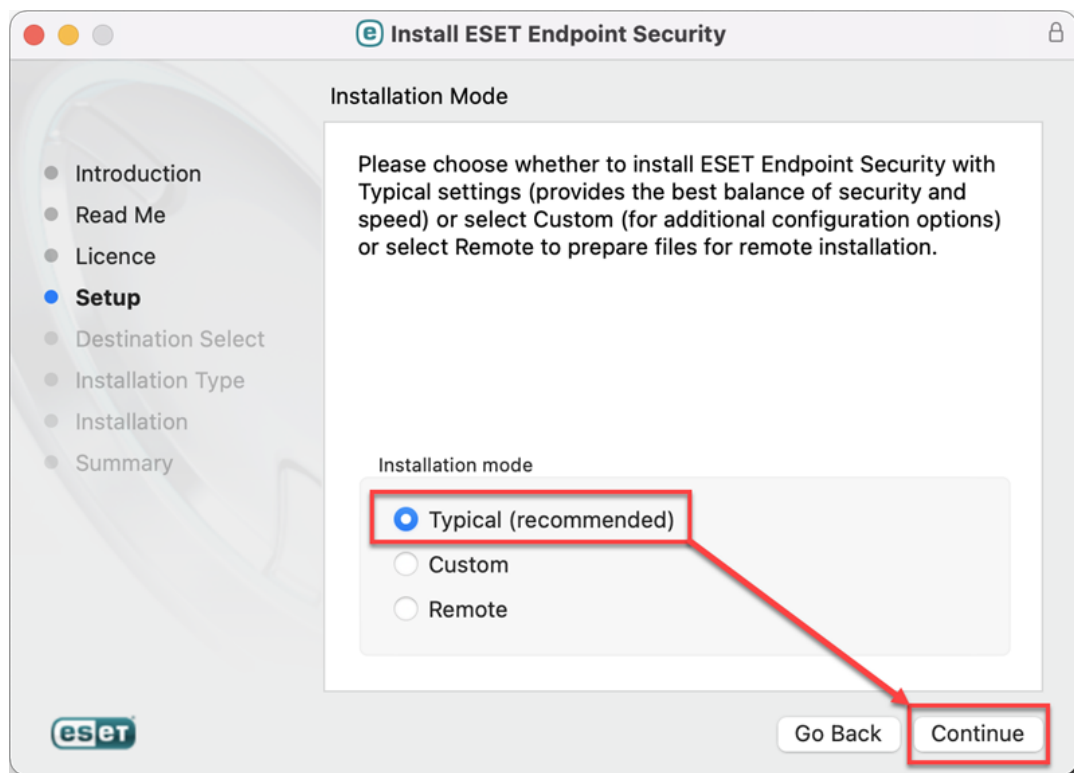 Install ESET Endpoint Security
Installation Mode
Introduction
Read Me
Licence
Setup
Destination Select
Installation Type
Installation
Summary
Please choose whether to install ESET Endpoint Security with
Typical settings (provides the best balance of security and
speed) or select Custom (for additional configuration options)
or select Remote to prepare files for remote installation.
Installation mode
Typical (recommended)
Custom
Remote
eseT
Go Back
Continue